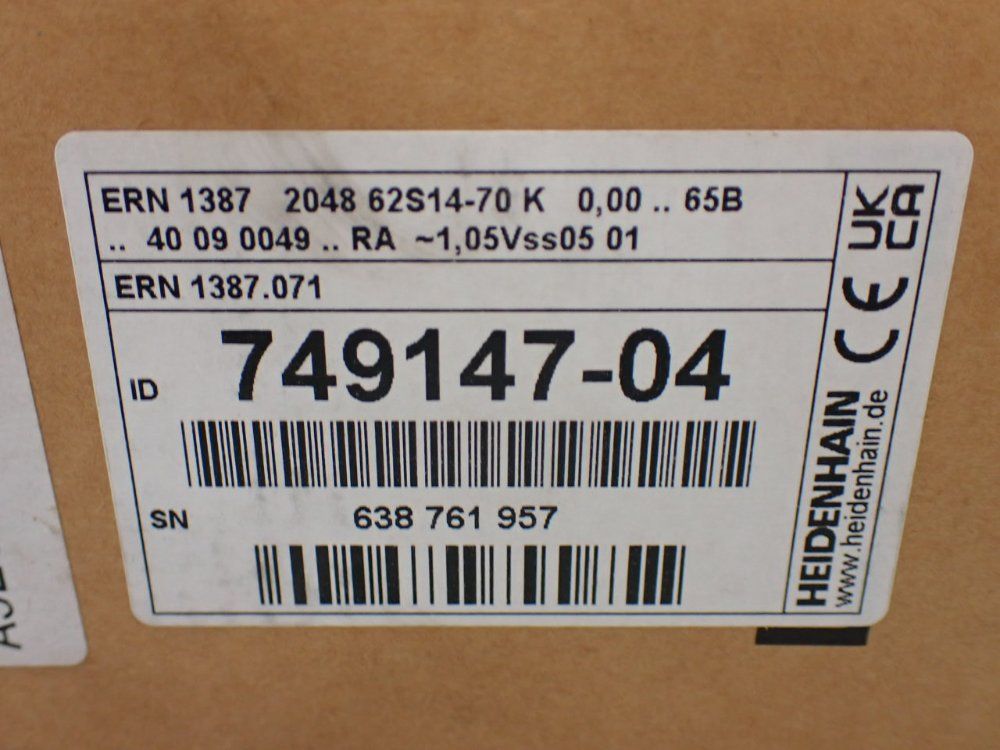 ERN 1387 2048 62S14-70 K 0,00 .. 65B
.. 40 09 0049 .. RA ~1,05Vss05 01
ERN 1387.071
ID 749147-04
SN 638 761 957
HEIDENHAIN
www.heidenhain.de
CE
UK
CA